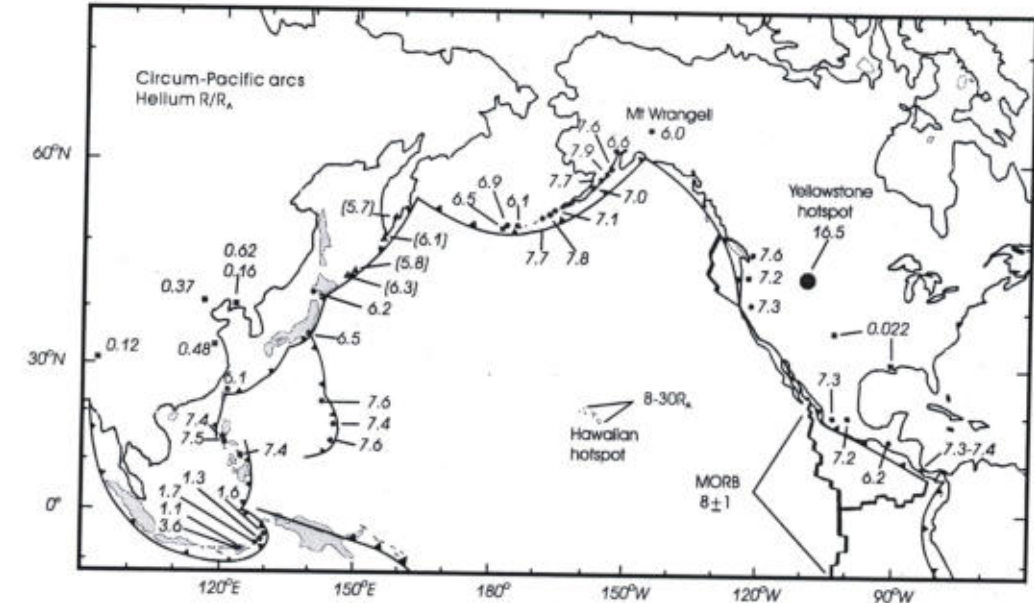 Circum-Pacific arcs
Helium R/R_A
Mt Wrangell
6.0
7.6
6.6
7.9
7.7
7.0
7.1
6.9
6.5
6.1
7.7
7.8
60°N
(5.7)
(6.1)
(5.8)
(6.3)
6.2
6.5
Yellowstone
hotspot
16.5
7.6
7.2
7.3
0.62
0.16
0.37
0.12
0.48
30°N
6.1
0.022
7.4
7.5
7.4
7.6
7.4
7.6
8-30R_A
Hawaiian
hotspot
7.3
7.2
6.2
7.3-7.4
MORB
8±1
1.3
1.7
1.6
1.1
3.6
0°
120°E
150°E
180°
150°W
120°W
90°W